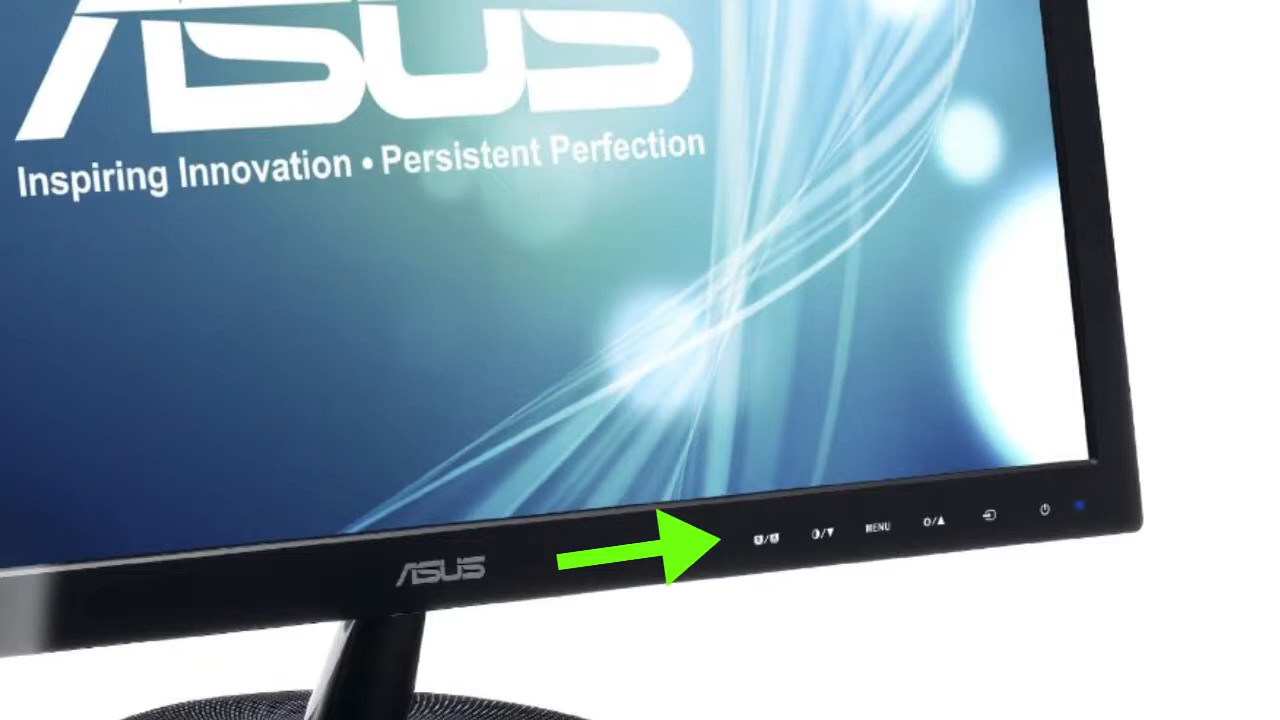 ASUS
Inspiring Innovation • Persistent Perfection
ASUS
MENU